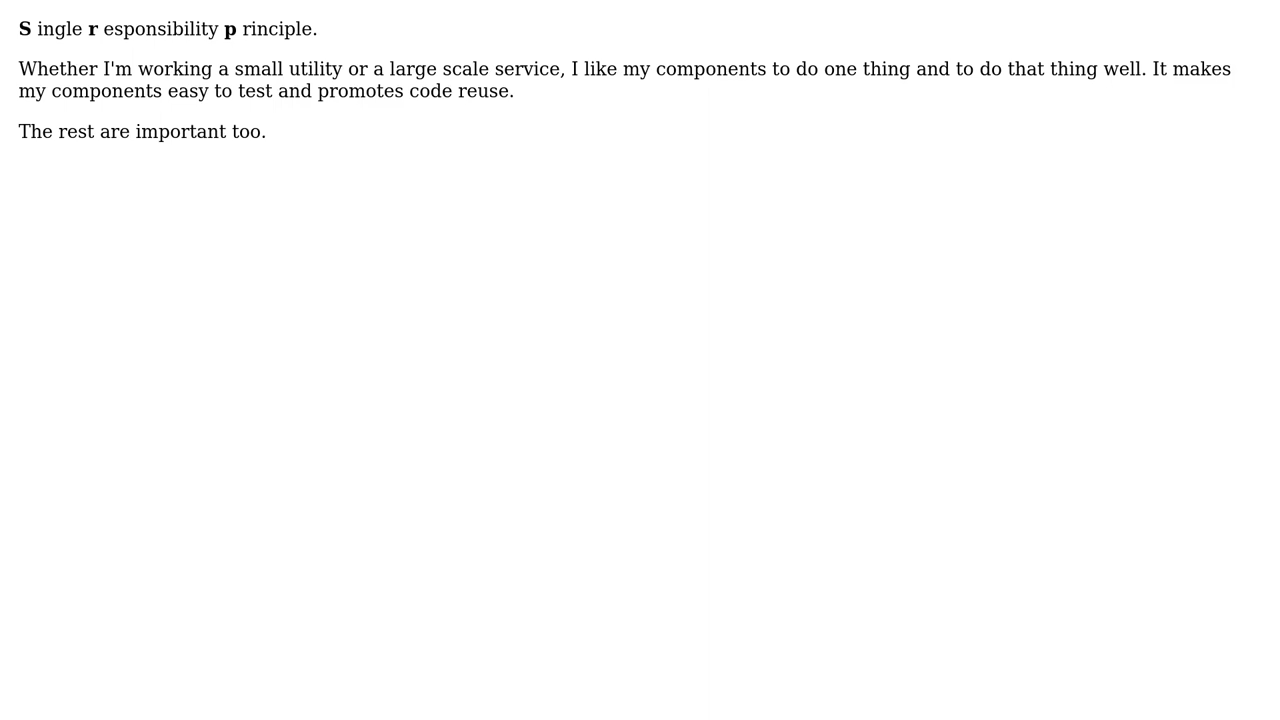 S ingle r esponsibility p rinciple.
Whether I'm working a small utility or a large scale service, I like my components to do one thing and to do that thing well. It makes
my components easy to test and promotes code reuse.
The rest are important too.